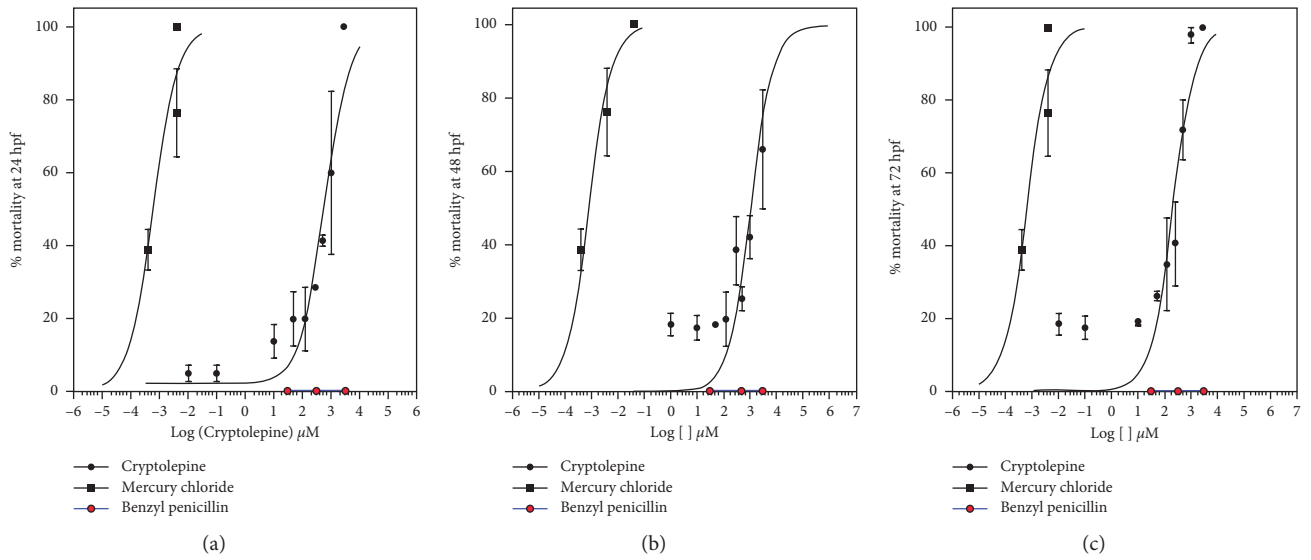 % mortality at 24 hpf
100
80
60
40
20
0
−6 −5 −4 −3 −2 −1 0 1 2 3 4 5 6
Log (Cryptolepine) μM
Cryptolepine
Mercury chloride
Benzyl penicillin
(a)
% mortality at 48 hpf
100
80
60
40
20
0
−6 −5 −4 −3 −2 −1 0 1 2 3 4 5 6 7
Log [ ] μM
Cryptolepine
Mercury chloride
Benzyl penicillin
(b)
% mortality at 72 hpf
100
80
60
40
20
0
−6 −5 −4 −3 −2 −1 0 1 2 3 4 5 6 7
Log [ ] μM
Cryptolepine
Mercury chloride
Benzyl penicillin
(c)